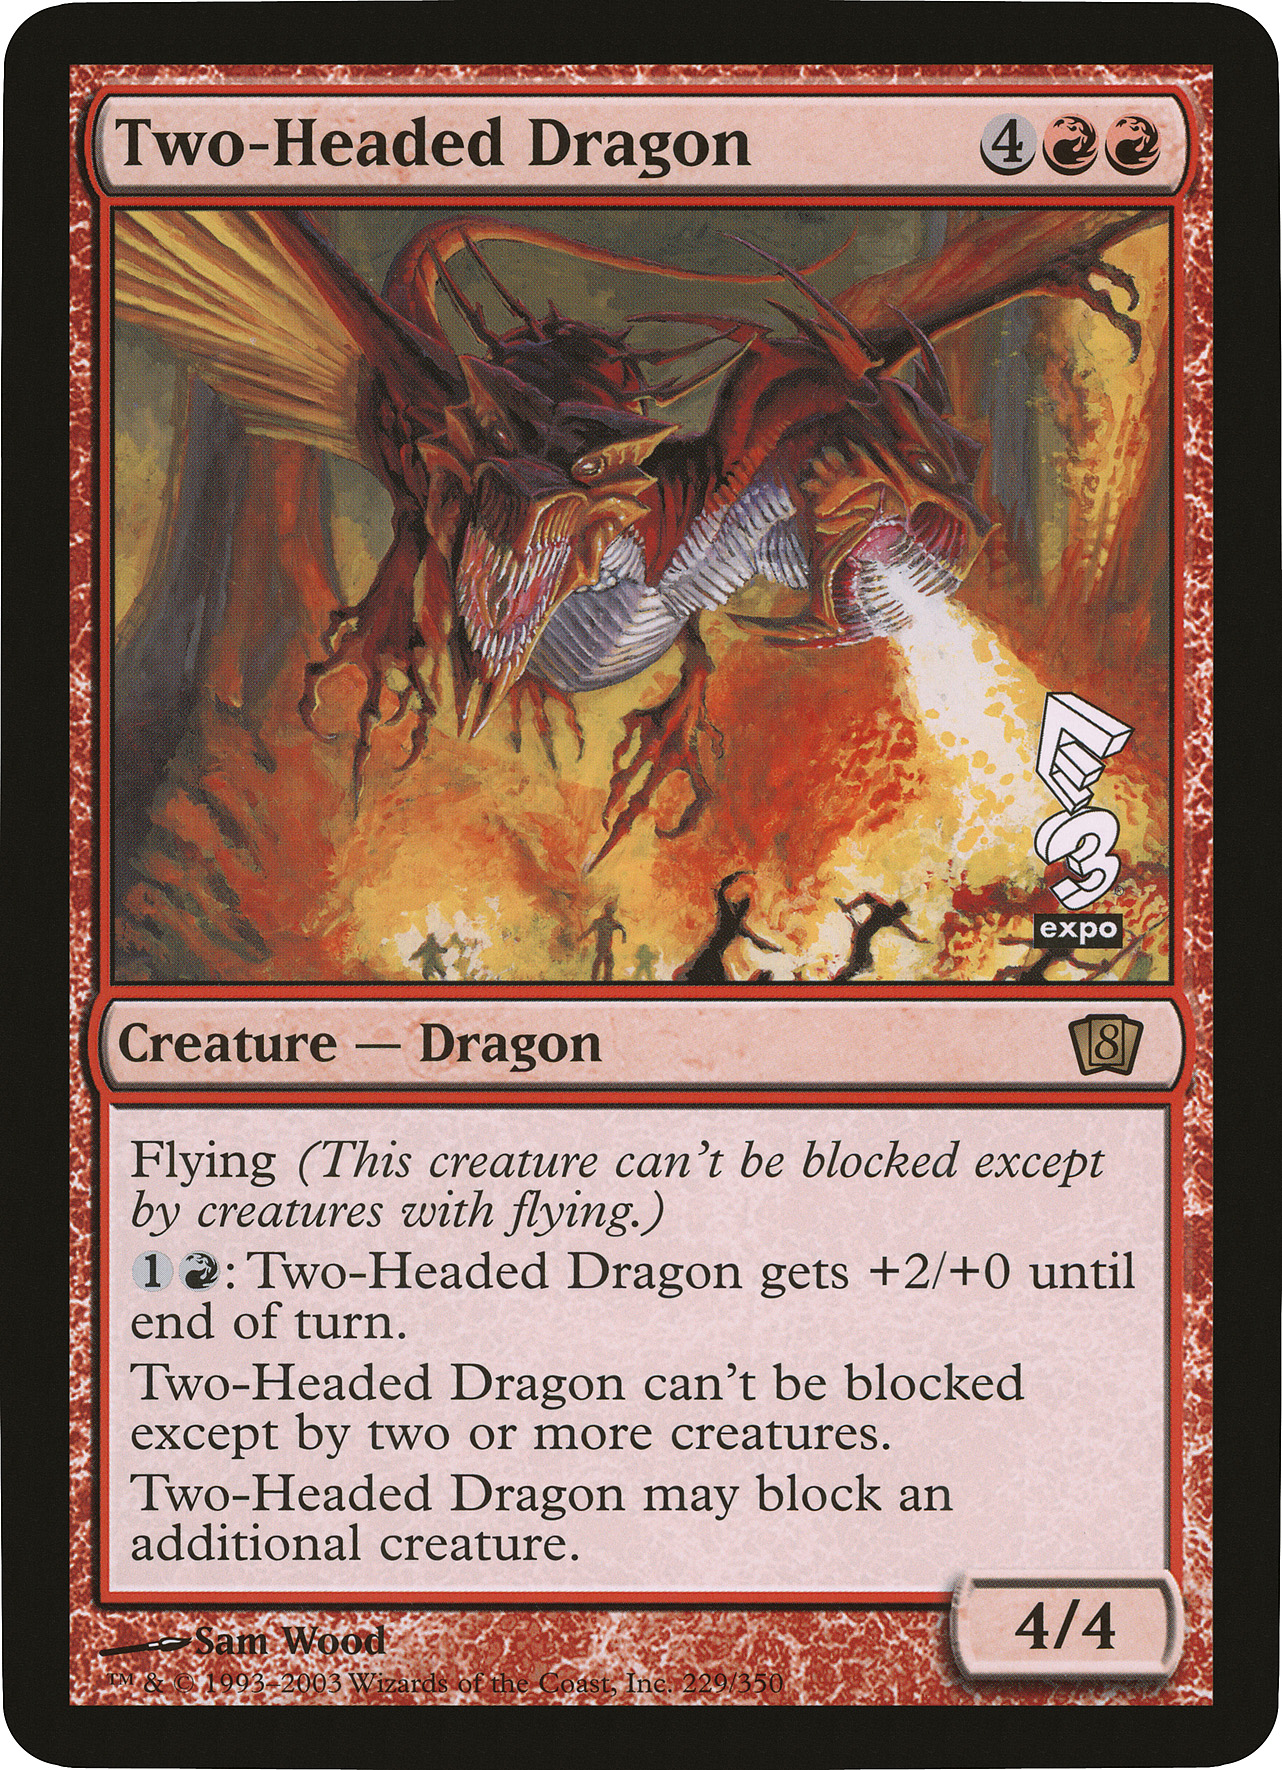 Two-Headed Dragon 4
E3
expo
Creature — Dragon 8
Flying (This creature can't be blocked except
by creatures with flying.)
1 : Two-Headed Dragon gets +2/+0 until
end of turn.
Two-Headed Dragon can't be blocked
except by two or more creatures.
Two-Headed Dragon may block an
additional creature.
4/4
Sam Wood
™ & © 1993–2003 Wizards of the Coast, Inc. 229/350